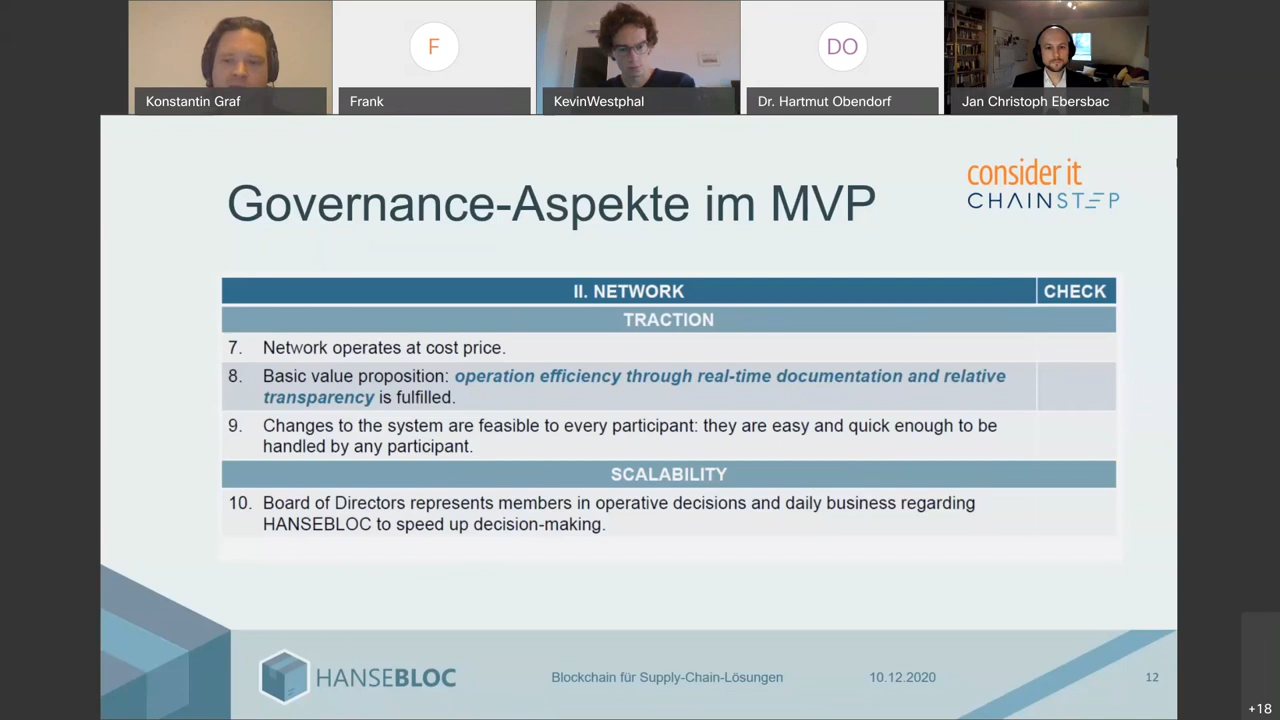 F
DO
Konstantin Graf
Frank
KevinWestphal
Dr. Hartmut Obendorf
Jan Christoph Ebersbac
consider it
CHAINSTEP
Governance-Aspekte im MVP
II. NETWORK CHECK
TRACTION
7. Network operates at cost price.
8. Basic value proposition: operation efficiency through real-time documentation and relative
transparency is fulfilled.
9. Changes to the system are feasible to every participant: they are easy and quick enough to be
handled by any participant.
SCALABILITY
10. Board of Directors represents members in operative decisions and daily business regarding
HANSEBLOC to speed up decision-making.
HANSEBLOC
Blockchain für Supply-Chain-Lösungen
10.12.2020
12
+18